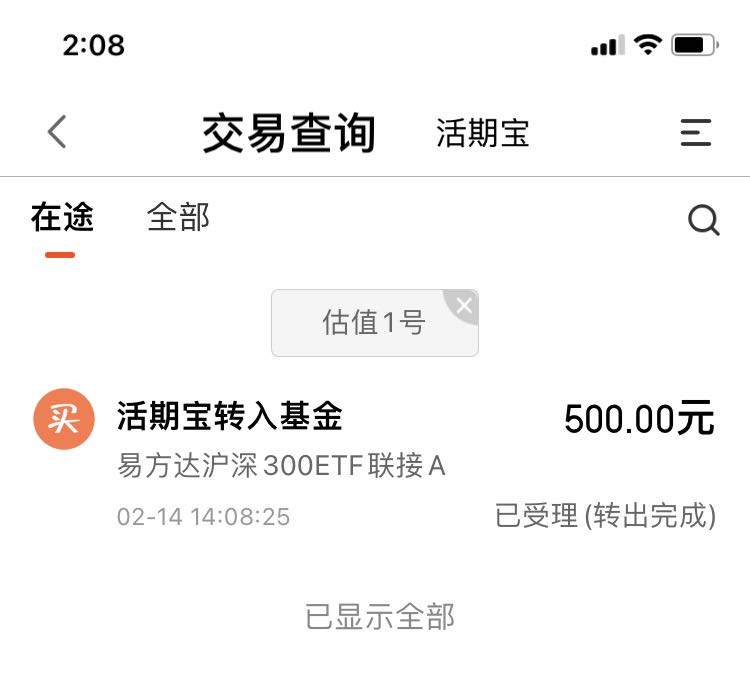 2:08
交易查询 活期宝
在途 全部
估值1号
买 活期宝转入基金 500.00元
易方达沪深300ETF联接A
02-14 14:08:25 已受理(转出完成)
已显示全部